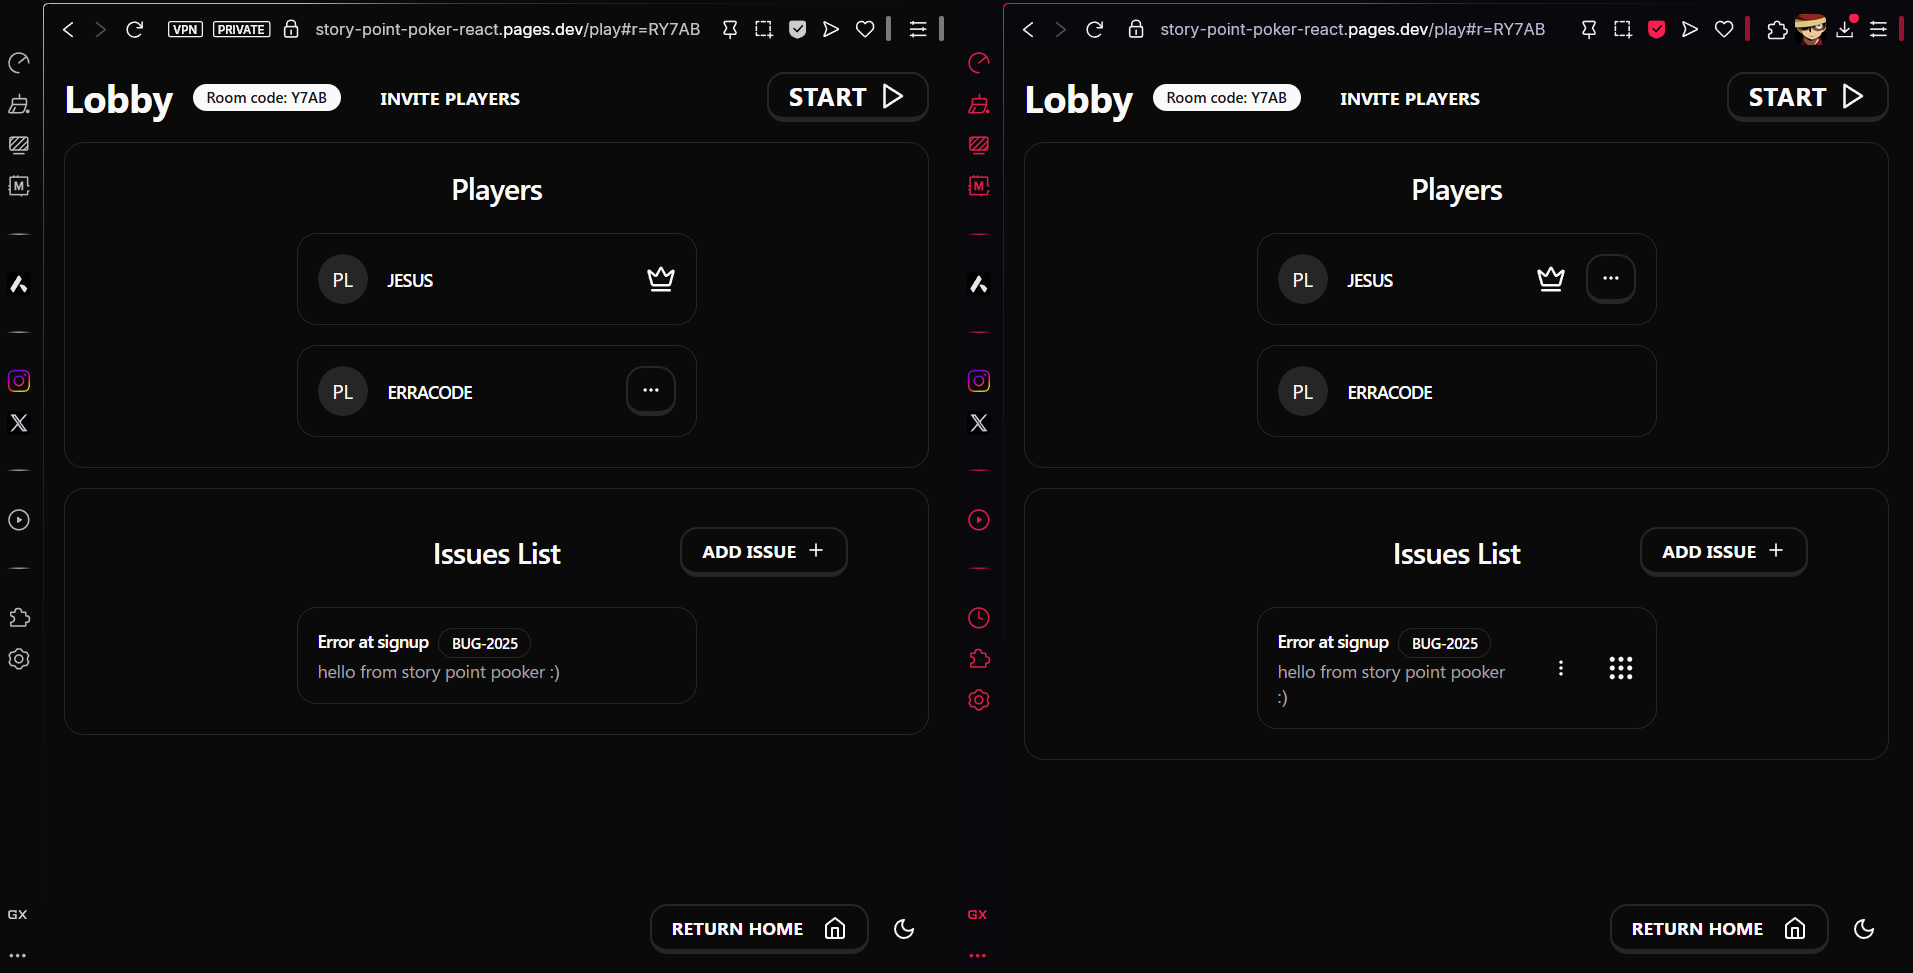 VPN PRIVATE story-point-poker-react.pages.dev/play#r=RY7AB
Lobby Room code: Y7AB INVITE PLAYERS START
M
Players
PL JESUS
PL ERRACODE
Issues List ADD ISSUE
Error at signup BUG-2025
hello from story point pooker :)
GX
RETURN HOME
story-point-poker-react.pages.dev/play#r=RY7AB
Lobby Room code: Y7AB INVITE PLAYERS START
M
Players
PL JESUS
PL ERRACODE
Issues List ADD ISSUE
Error at signup BUG-2025
hello from story point pooker
:)
GX
RETURN HOME